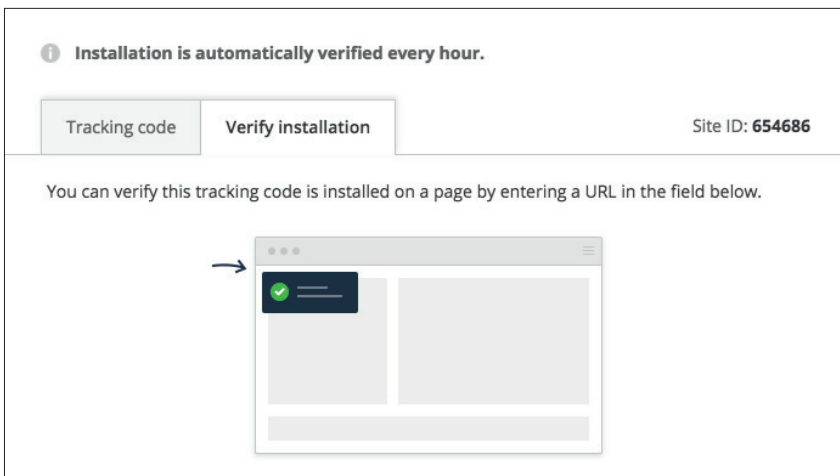 Installation is automatically verified every hour.
Tracking code
Verify installation
Site ID: 654686
You can verify this tracking code is installed on a page by entering a URL in the field below.